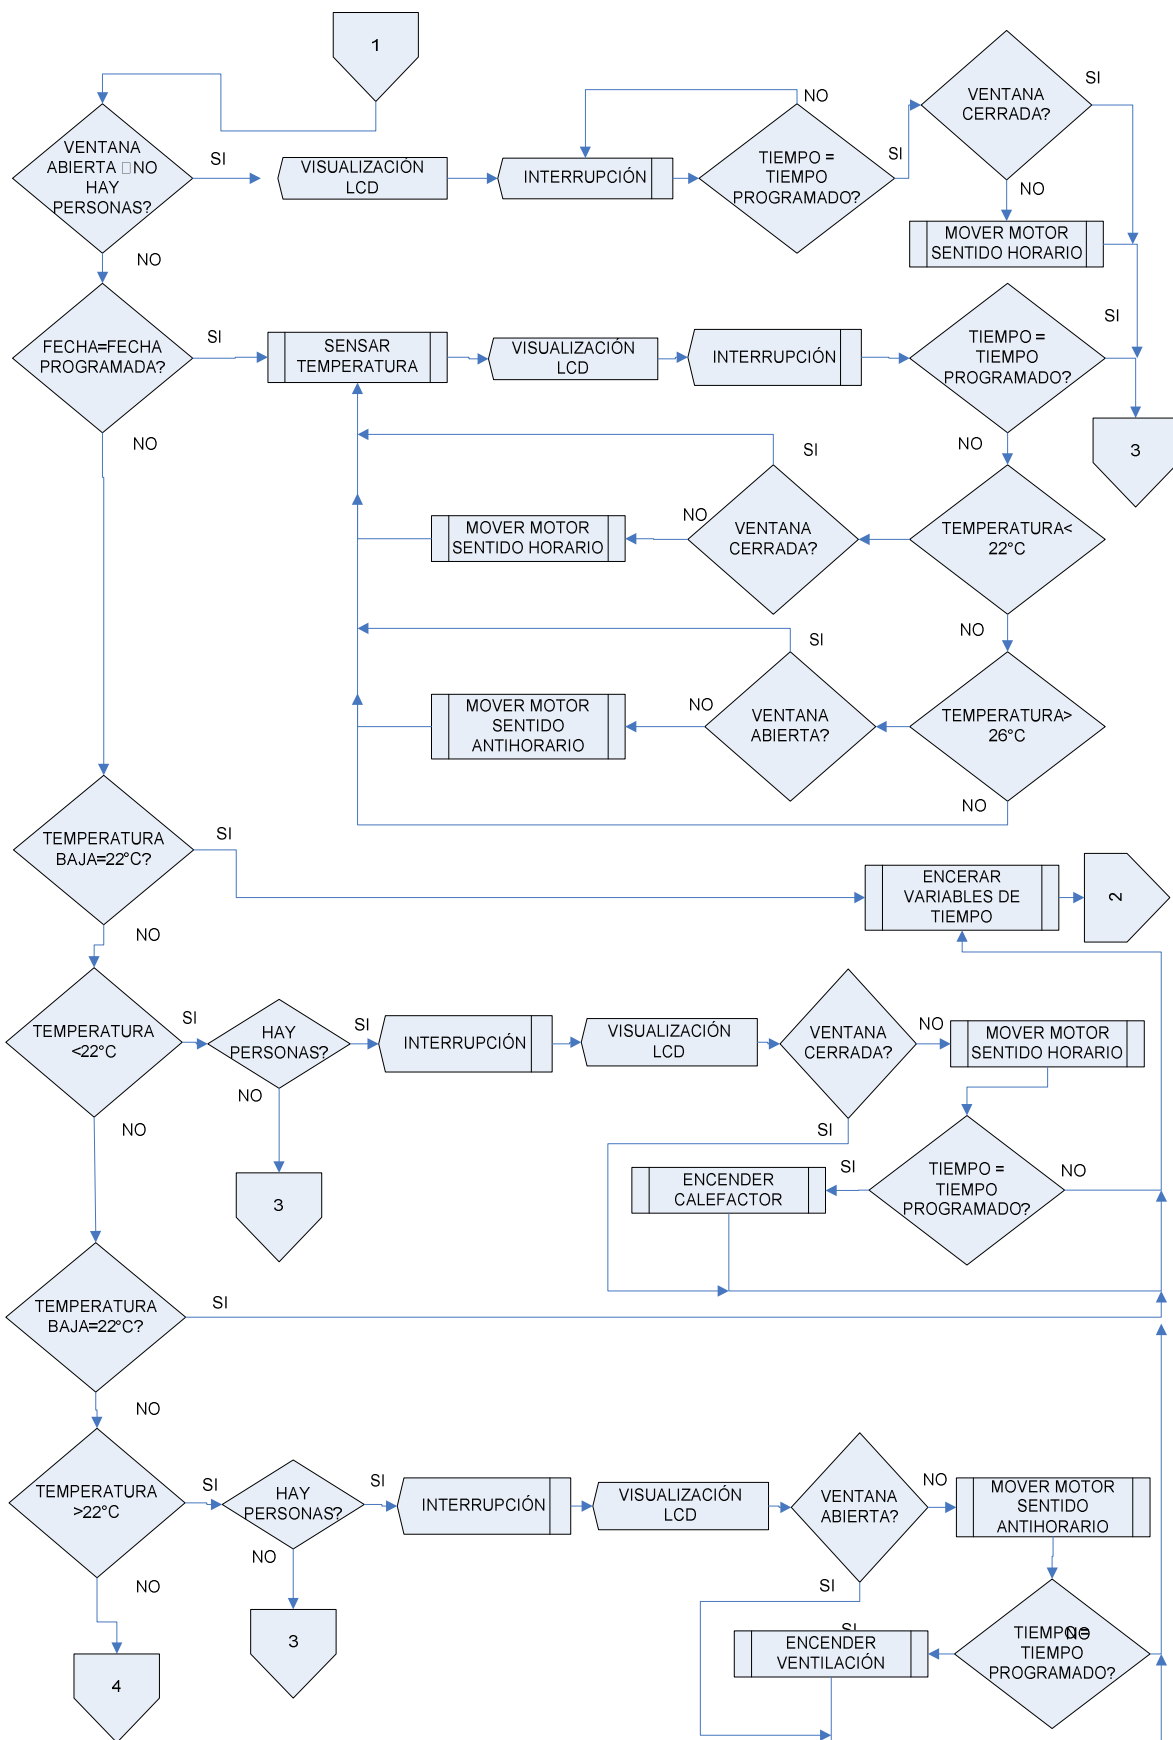 1
VENTANA
ABIERTA □NO
HAY
PERSONAS?
SI
VISUALIZACIÓN
LCD
INTERRUPCIÓN
NO
TIEMPO =
TIEMPO
PROGRAMADO?
SI
VENTANA
CERRADA?
SI
NO
MOVER MOTOR
SENTIDO HORARIO
NO
FECHA=FECHA
PROGRAMADA?
SI
SENSAR
TEMPERATURA
VISUALIZACIÓN
LCD
INTERRUPCIÓN
TIEMPO =
TIEMPO
PROGRAMADO?
SI
3
NO
NO
TEMPERATURA<
22°C
VENTANA
CERRADA?
SI
NO
MOVER MOTOR
SENTIDO HORARIO
NO
TEMPERATURA>
26°C
VENTANA
ABIERTA?
SI
NO
MOVER MOTOR
SENTIDO
ANTIHORARIO
NO
TEMPERATURA
BAJA=22°C?
SI
ENCERAR
VARIABLES DE
TIEMPO
2
NO
TEMPERATURA
<22°C
SI
HAY
PERSONAS?
SI
INTERRUPCIÓN
VISUALIZACIÓN
LCD
VENTANA
CERRADA?
NO
MOVER MOTOR
SENTIDO HORARIO
NO
3
SI
TIEMPO =
TIEMPO
PROGRAMADO?
NO
SI
ENCENDER
CALEFACTOR
NO
TEMPERATURA
BAJA=22°C?
SI
NO
TEMPERATURA
>22°C
SI
HAY
PERSONAS?
SI
INTERRUPCIÓN
VISUALIZACIÓN
LCD
VENTANA
ABIERTA?
NO
MOVER MOTOR
SENTIDO
ANTIHORARIO
NO
3
SI
TIEMPO =
TIEMPO
PROGRAMADO?
NO
SI
ENCENDER
VENTILACIÓN
NO
4